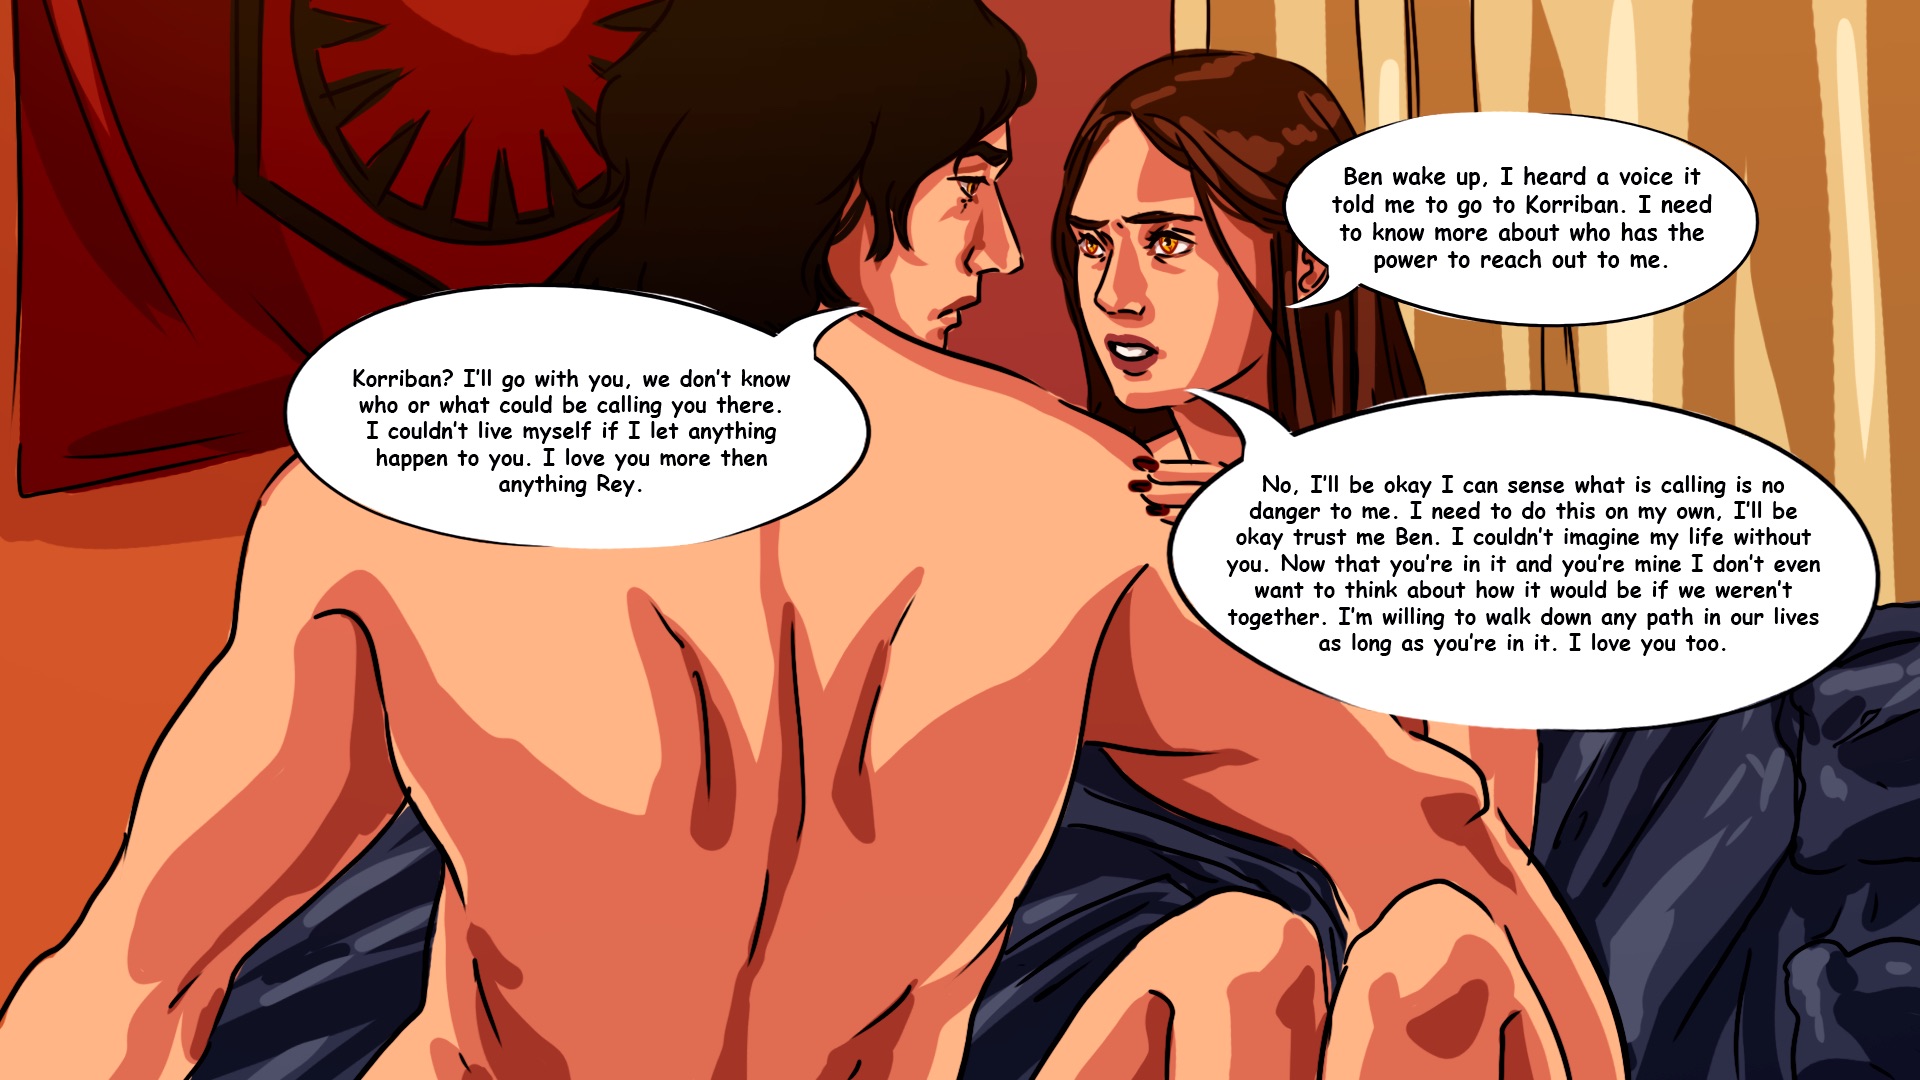 Ben wake up, I heard a voice it
told me to go to Korriban. I need
to know more about who has the
power to reach out to me.
Korriban? I'll go with you, we don't know
who or what could be calling you there.
I couldn't live myself if I let anything
happen to you. I love you more then
anything Rey.
No, I'll be okay I can sense what is calling is no
danger to me. I need to do this on my own, I'll be
okay trust me Ben. I couldn't imagine my life without
you. Now that you're in it and you're mine I don't even
want to think about how it would be if we weren't
together. I'm willing to walk down any path in our lives
as long as you're in it. I love you too.